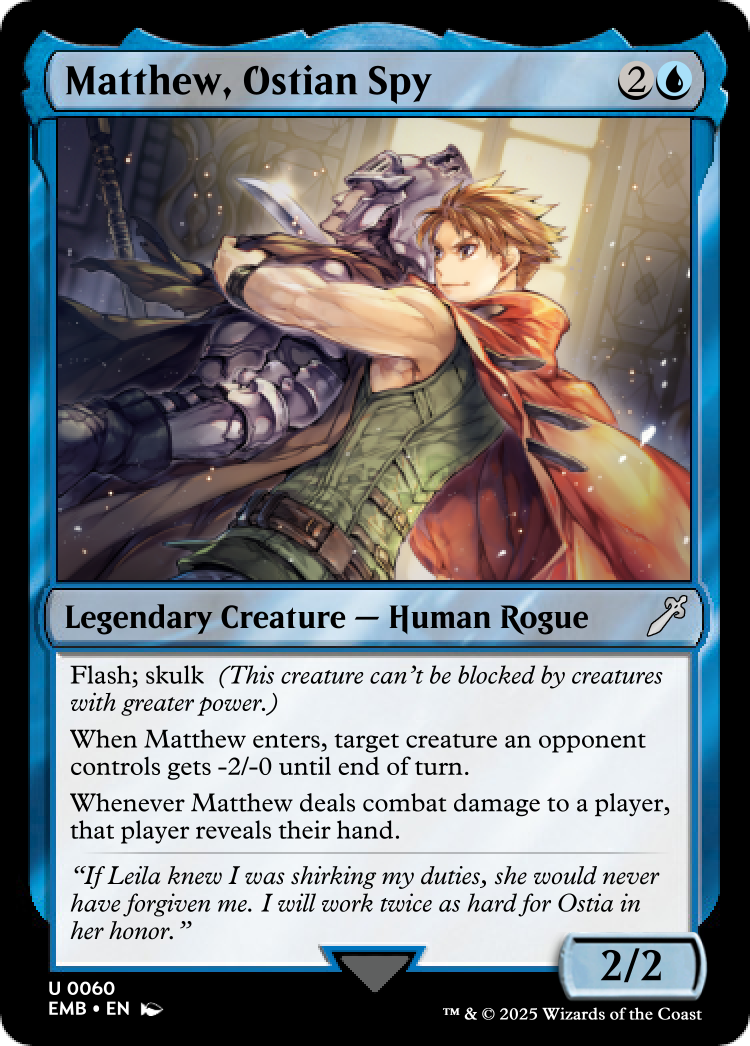 Matthew, Ostian Spy 2
Legendary Creature — Human Rogue
Flash; skulk (This creature can't be blocked by creatures
with greater power.)
When Matthew enters, target creature an opponent
controls gets -2/-0 until end of turn.
Whenever Matthew deals combat damage to a player,
that player reveals their hand.
"If Leila knew I was shirking my duties, she would never
have forgiven me. I will work twice as hard for Ostia in
her honor."
2/2
U 0060
EMB • EN
™ & © 2025 Wizards of the Coast